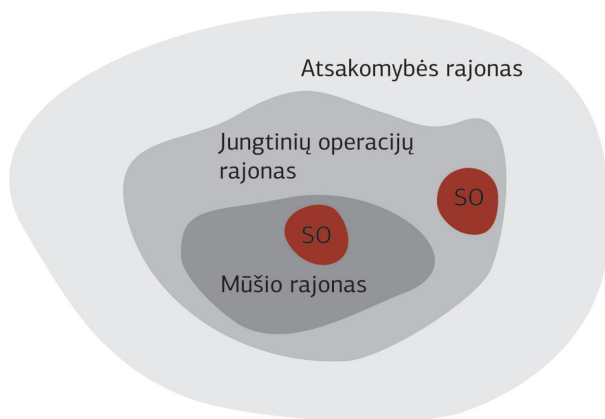 Atsakomybės rajonas
Jungtinių operacijų
rajonas
SO
SO
Mūšio rajonas